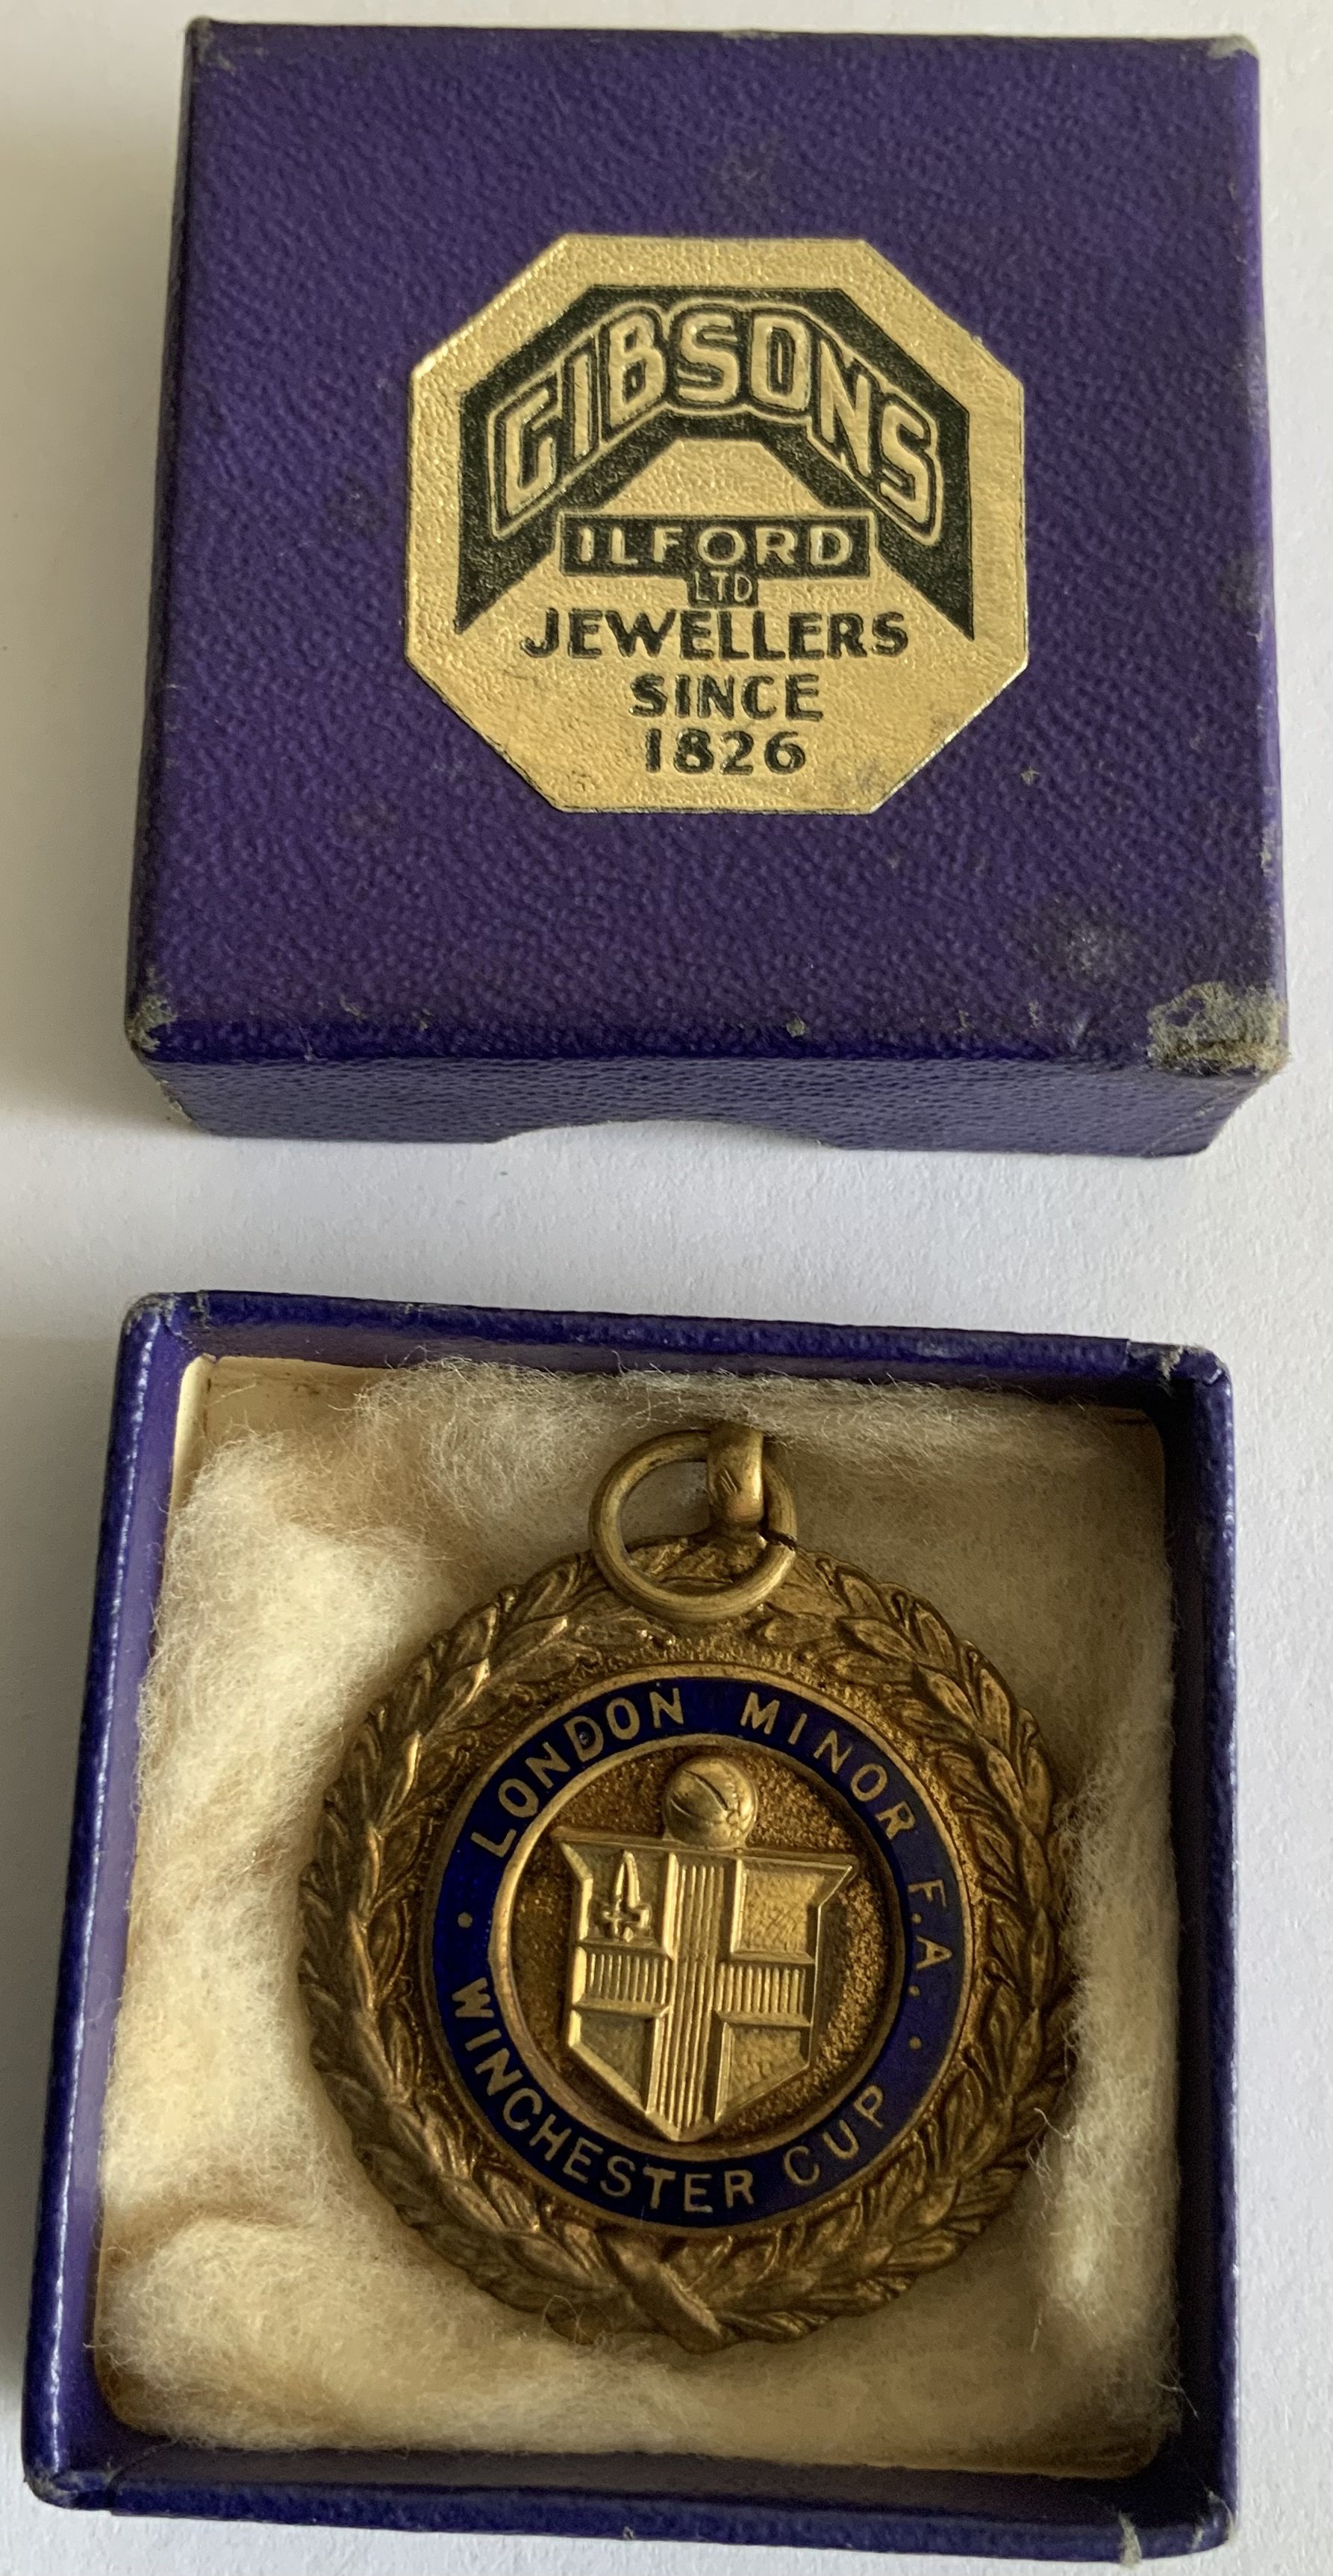 GIBSONS
ILFORD
LTD
JEWELLERS
SINCE
1826
LONDON MINOR F.A.
WINCHESTER CUP